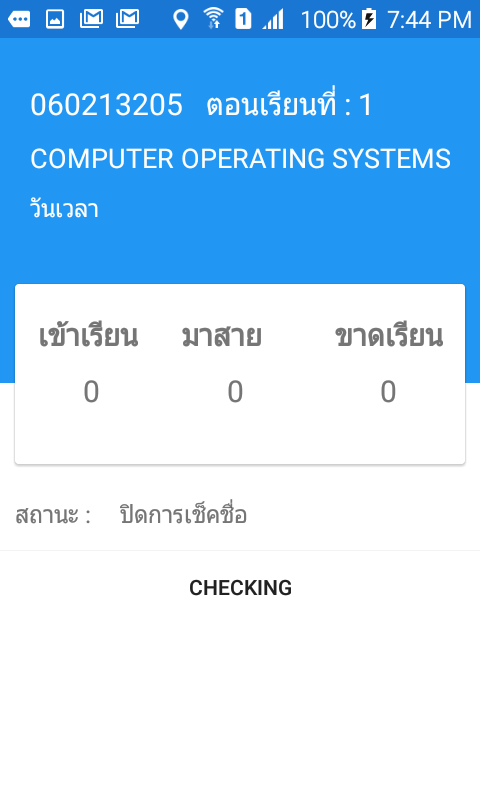 100% 7:44 PM
060213205 ตอนเรียนที่ : 1
COMPUTER OPERATING SYSTEMS
วันเวลา
เข้าเรียน มาสาย ขาดเรียน
0 0 0
สถานะ : ปิดการเช็คชื่อ
CHECKING